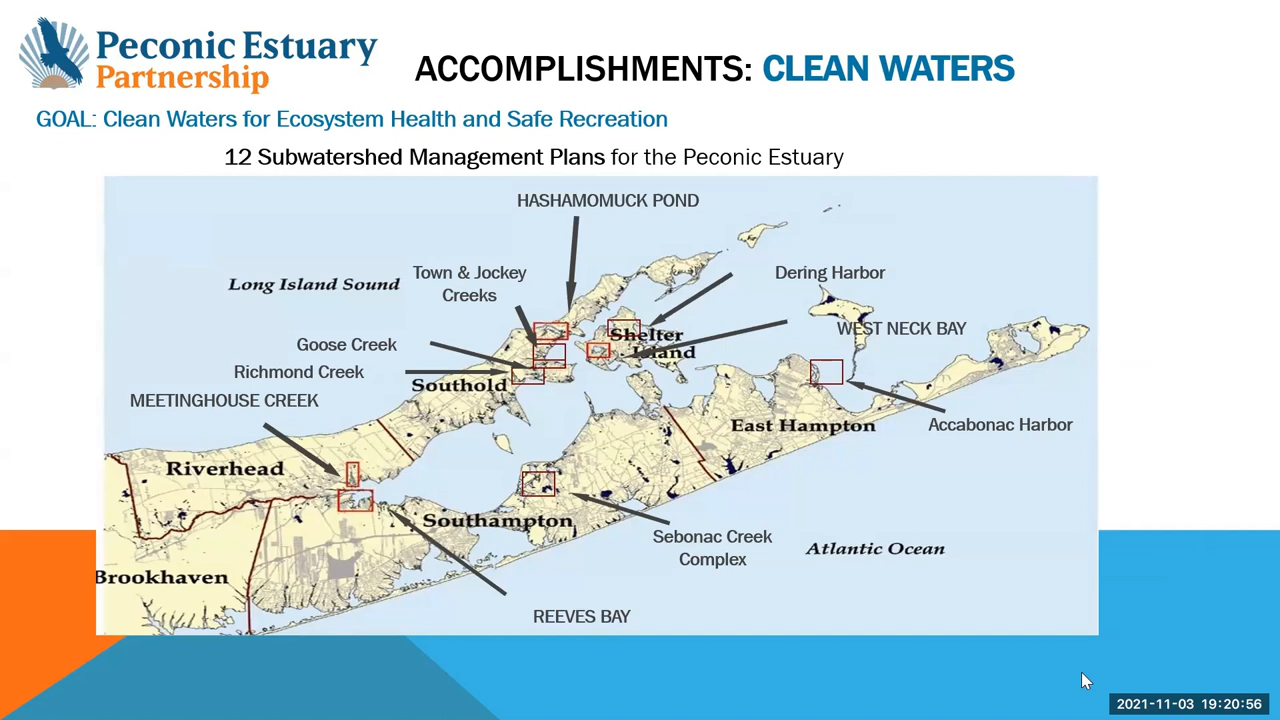 Peconic Estuary
Partnership
ACCOMPLISHMENTS: CLEAN WATERS
GOAL: Clean Waters for Ecosystem Health and Safe Recreation
12 Subwatershed Management Plans for the Peconic Estuary
HASHAMOMUCK POND
Town & Jockey
Creeks
Dering Harbor
Long Island Sound
WEST NECK BAY
Shelter
Island
Goose Creek
Richmond Creek
Southold
MEETINGHOUSE CREEK
East Hampton
Accabonac Harbor
Riverhead
Southampton
Sebonac Creek
Complex
Atlantic Ocean
Brookhaven
REEVES BAY
2021-11-03 19:20:56